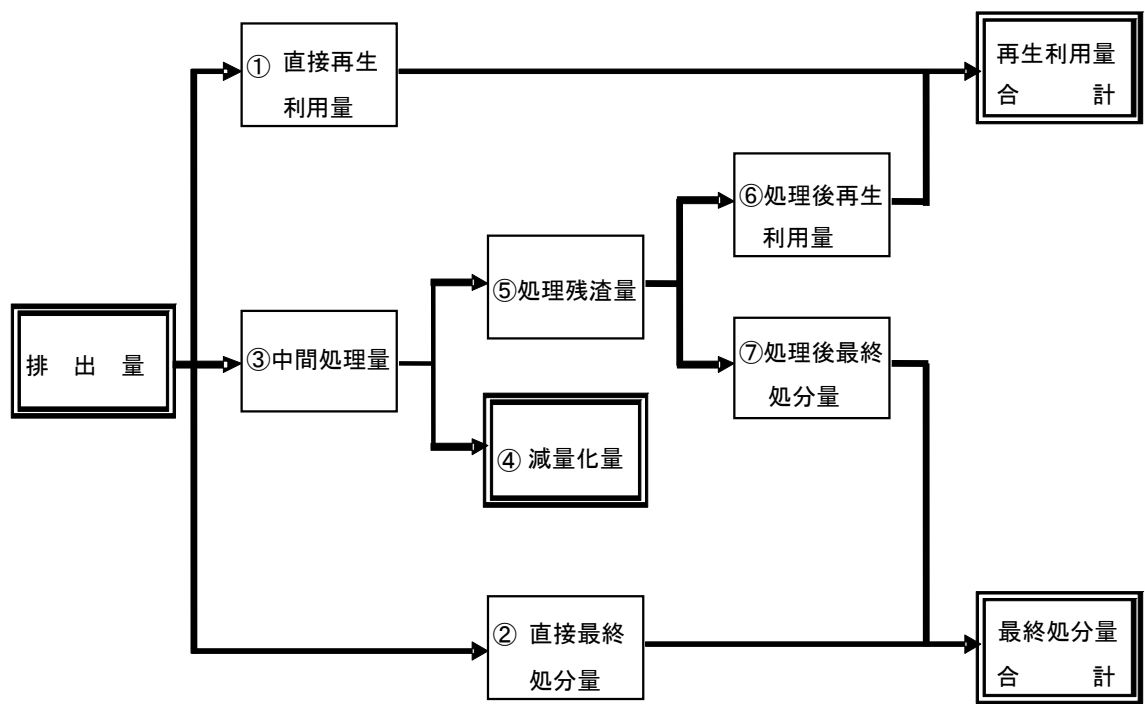 ① 直接再生
利用量
再生利用量
合　　計
⑥処理後再生
利用量
⑤処理残渣量
排　出　量
③中間処理量
⑦処理後最終
処分量
④ 減量化量
② 直接最終
処分量
最終処分量
合　　計